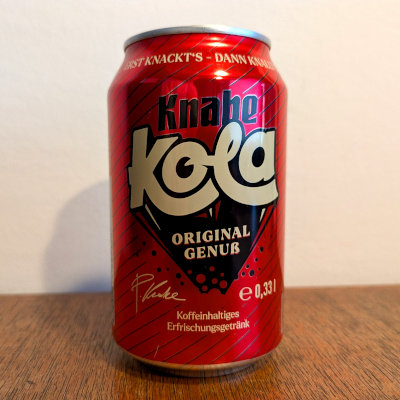 ERST KNACKT'S - DANN KNALLT
Knabe
Kola
ORIGINAL
GENUß
℮ 0,33 l
Koffeinhaltiges
Erfrischungsgetränk